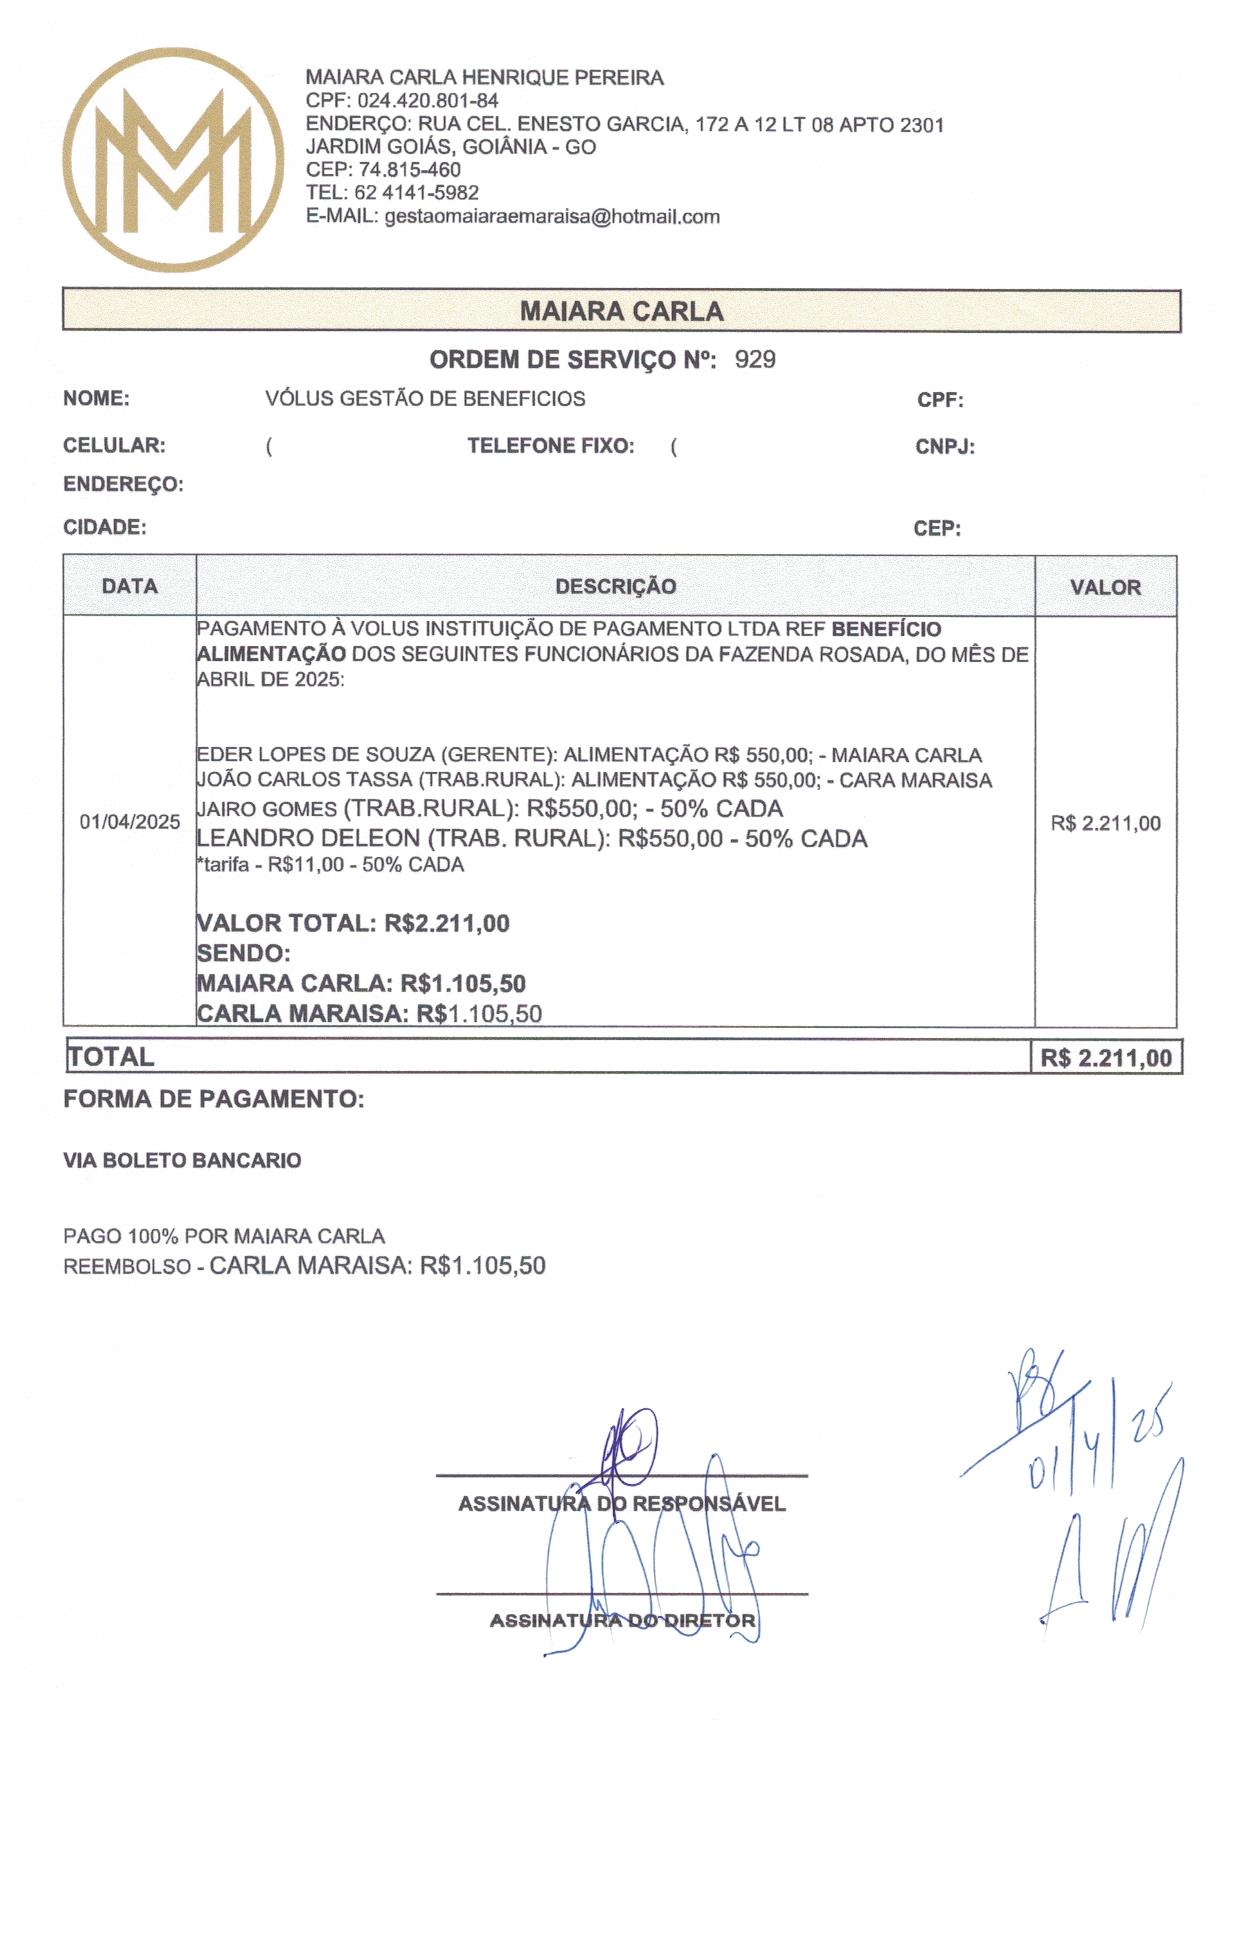 MAIARA CARLA HENRIQUE PEREIRA
CPF: 024.420.801-84
ENDERÇO: RUA CEL. ENESTO GARCIA, 172 A 12 LT 08 APTO 2301
JARDIM GOIÁS, GOIÂNIA - GO
CEP: 74.815-460
TEL: 62 4141-5982
E-MAIL: gestaomaiaraemaraisa@hotmail.com
MAIARA CARLA
ORDEM DE SERVIÇO Nº: 929
NOME: VÓLUS GESTÃO DE BENEFICIOS CPF:
CELULAR: ( TELEFONE FIXO: ( CNPJ:
ENDEREÇO:
CIDADE: CEP:
DATA DESCRIÇÃO VALOR
PAGAMENTO À VOLUS INSTITUIÇÃO DE PAGAMENTO LTDA REF BENEFÍCIO
ALIMENTAÇÃO DOS SEGUINTES FUNCIONÁRIOS DA FAZENDA ROSADA, DO MÊS DE
ABRIL DE 2025:
EDER LOPES DE SOUZA (GERENTE): ALIMENTAÇÃO R$ 550,00; - MAIARA CARLA
JOÃO CARLOS TASSA (TRAB.RURAL): ALIMENTAÇÃO R$ 550,00; - CARA MARAISA
JAIRO GOMES (TRAB.RURAL): R$550,00; - 50% CADA
01/04/2025 R$ 2.211,00
LEANDRO DELEON (TRAB. RURAL): R$550,00 - 50% CADA
*tarifa - R$11,00 - 50% CADA
VALOR TOTAL: R$2.211,00
SENDO:
MAIARA CARLA: R$1.105,50
CARLA MARAISA: R$1.105,50
TOTAL R$ 2.211,00
FORMA DE PAGAMENTO:
VIA BOLETO BANCARIO
PAGO 100% POR MAIARA CARLA
REEMBOLSO - CARLA MARAISA: R$1.105,50
01/4/25
ASSINATURA DO RESPONSÁVEL
ASSINATURA DO DIRETOR